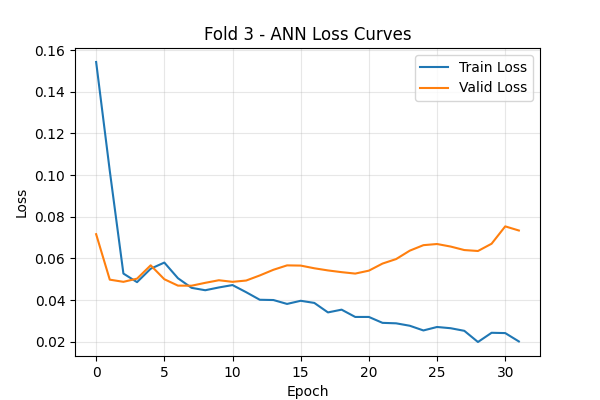 Fold 3 - ANN Loss Curves
Train Loss
Valid Loss
Loss
0.16
0.14
0.12
0.10
0.08
0.06
0.04
0.02
0 5 10 15 20 25 30
Epoch